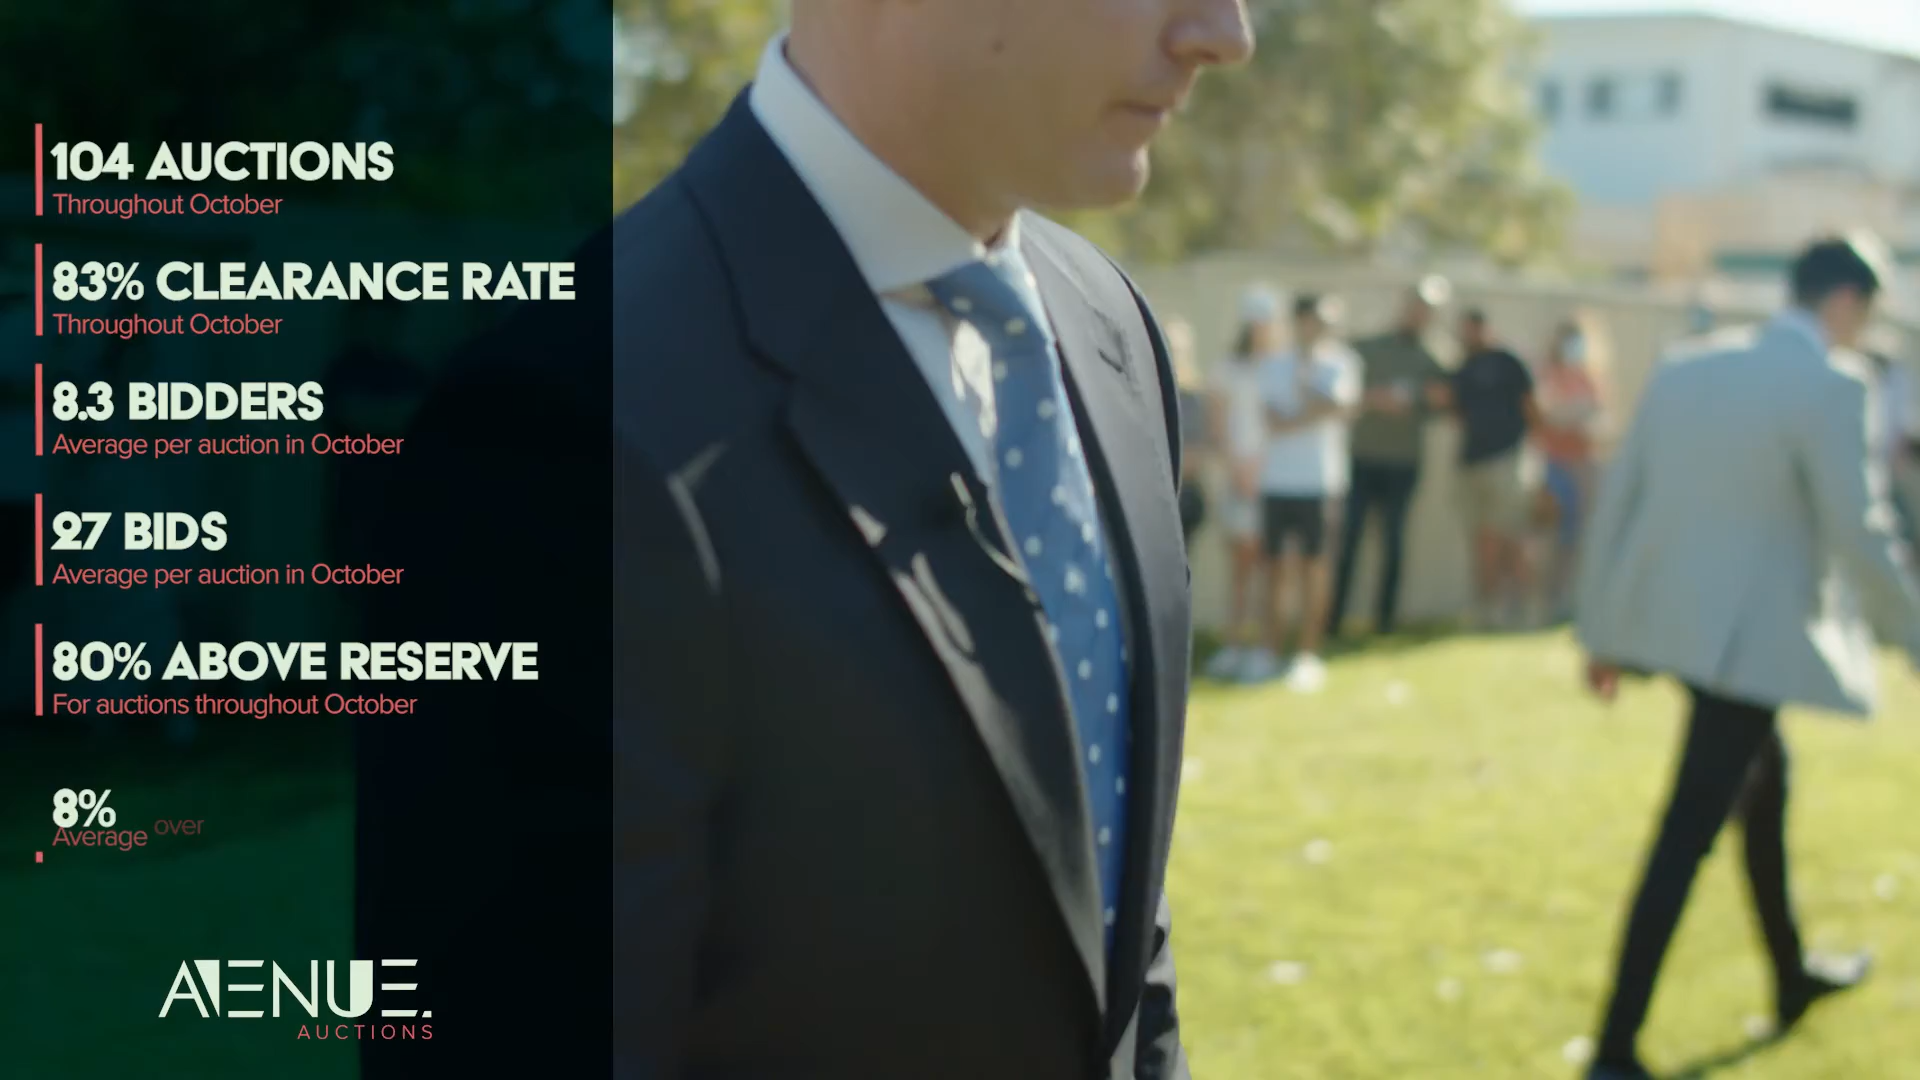 104 AUCTIONS
Throughout October
83% CLEARANCE RATE
Throughout October
8.3 BIDDERS
Average per auction in October
27 BIDS
Average per auction in October
80% ABOVE RESERVE
For auctions throughout October
8%
Average over
AVENUE.
AUCTIONS